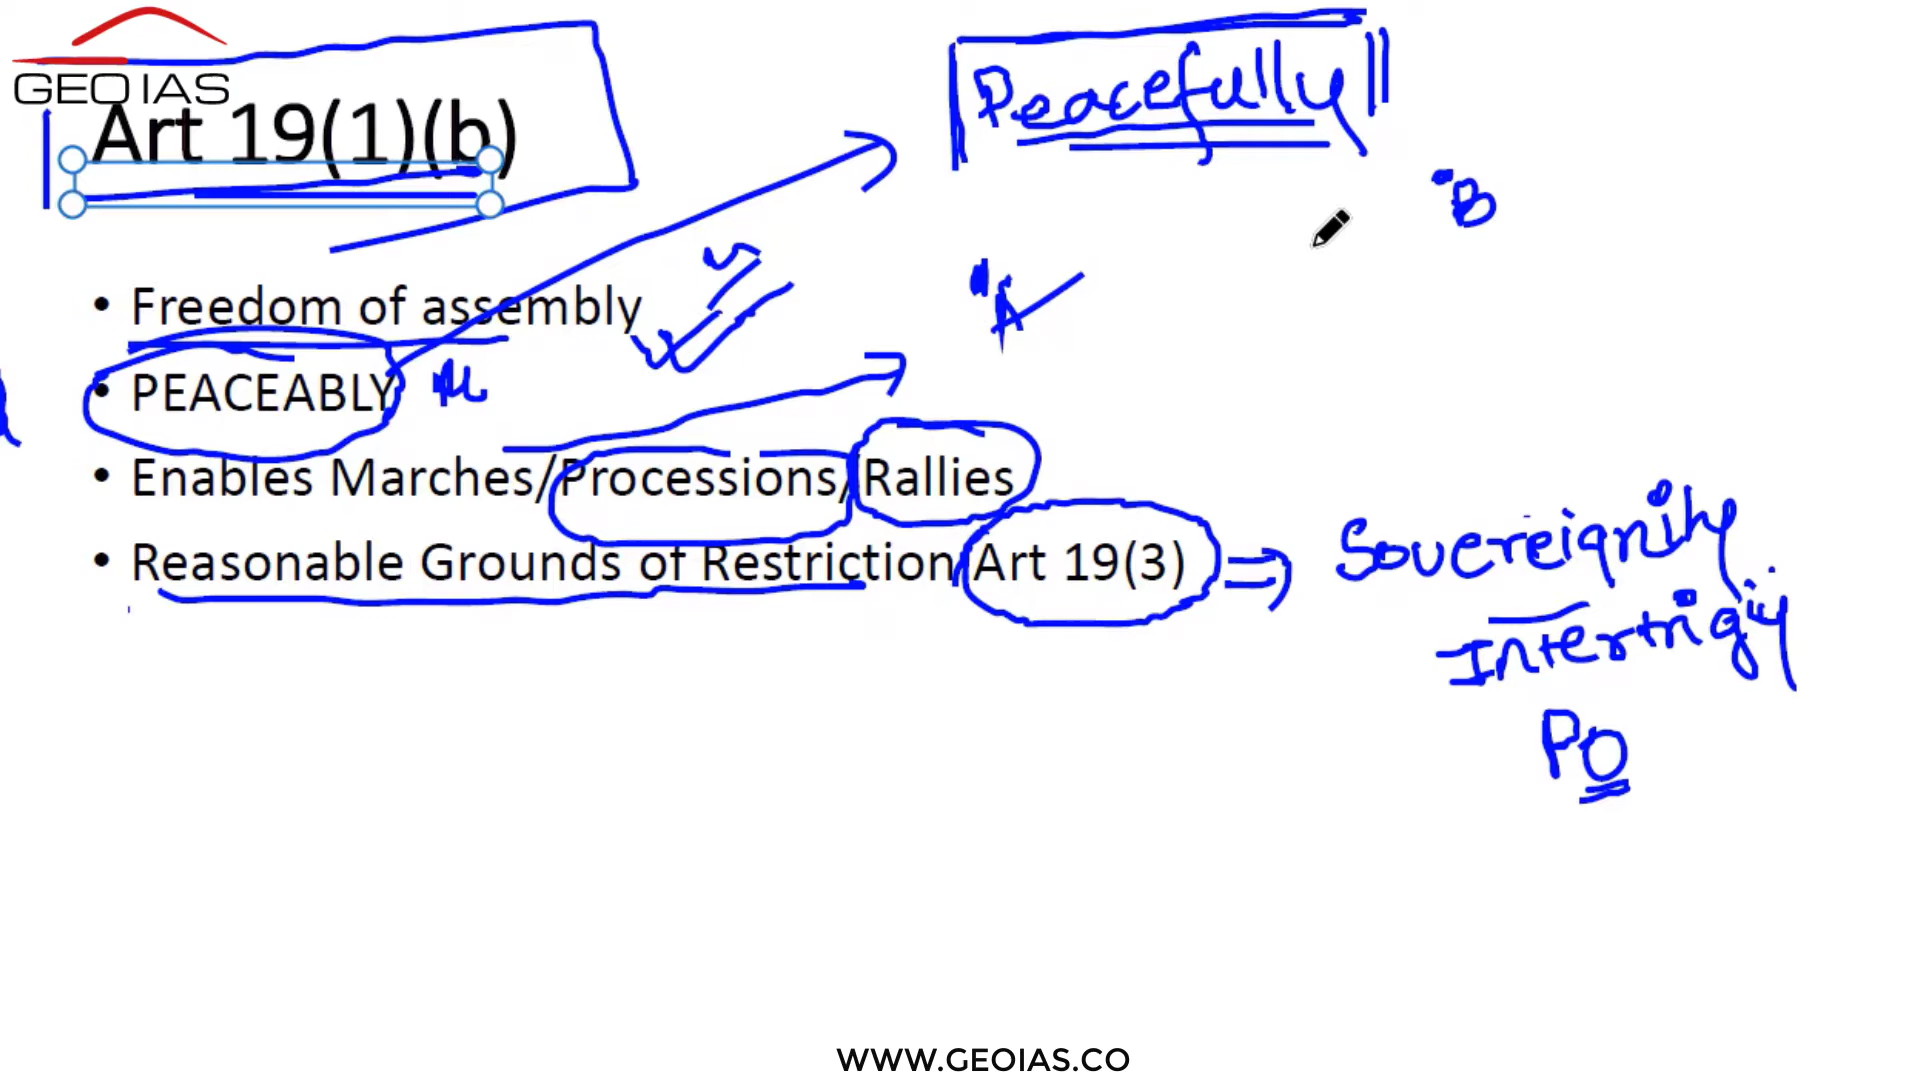 GEO IAS
Art 19(1)(b)
Peacefully
B
• Freedom of assembly
A
• PEACEABLY
• Enables Marches/Processions/Rallies
• Reasonable Grounds of Restriction Art 19(3)
Sovereignity
Intertrigiy
PO
WWW.GEOIAS.CO